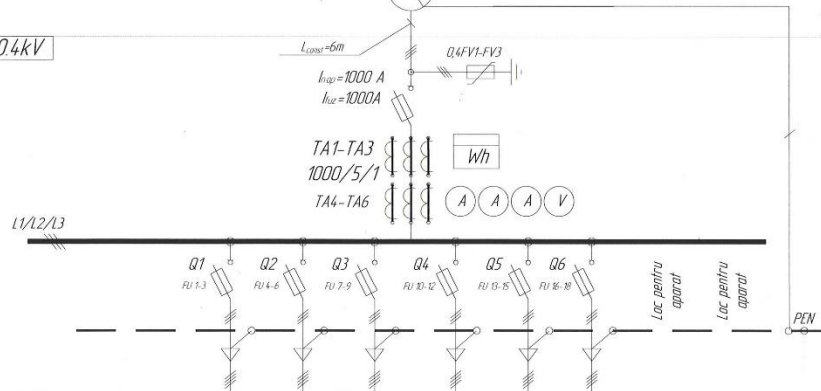 0.4kV
Lconst=6m
0,4FV1-FV3
Înap=1000 A
Ifuz=1000A
TA1-TA3
1000/5/1
Wh
TA4-TA6
A A A V
L1/L2/L3
Q1 Q2 Q3 Q4 Q5 Q6
FU 1-3 FU 4-6 FU 7-9 FU 10-12 FU 13-15 FU 16-18
Loc pentru
aparat
Loc pentru
aparat
PEN